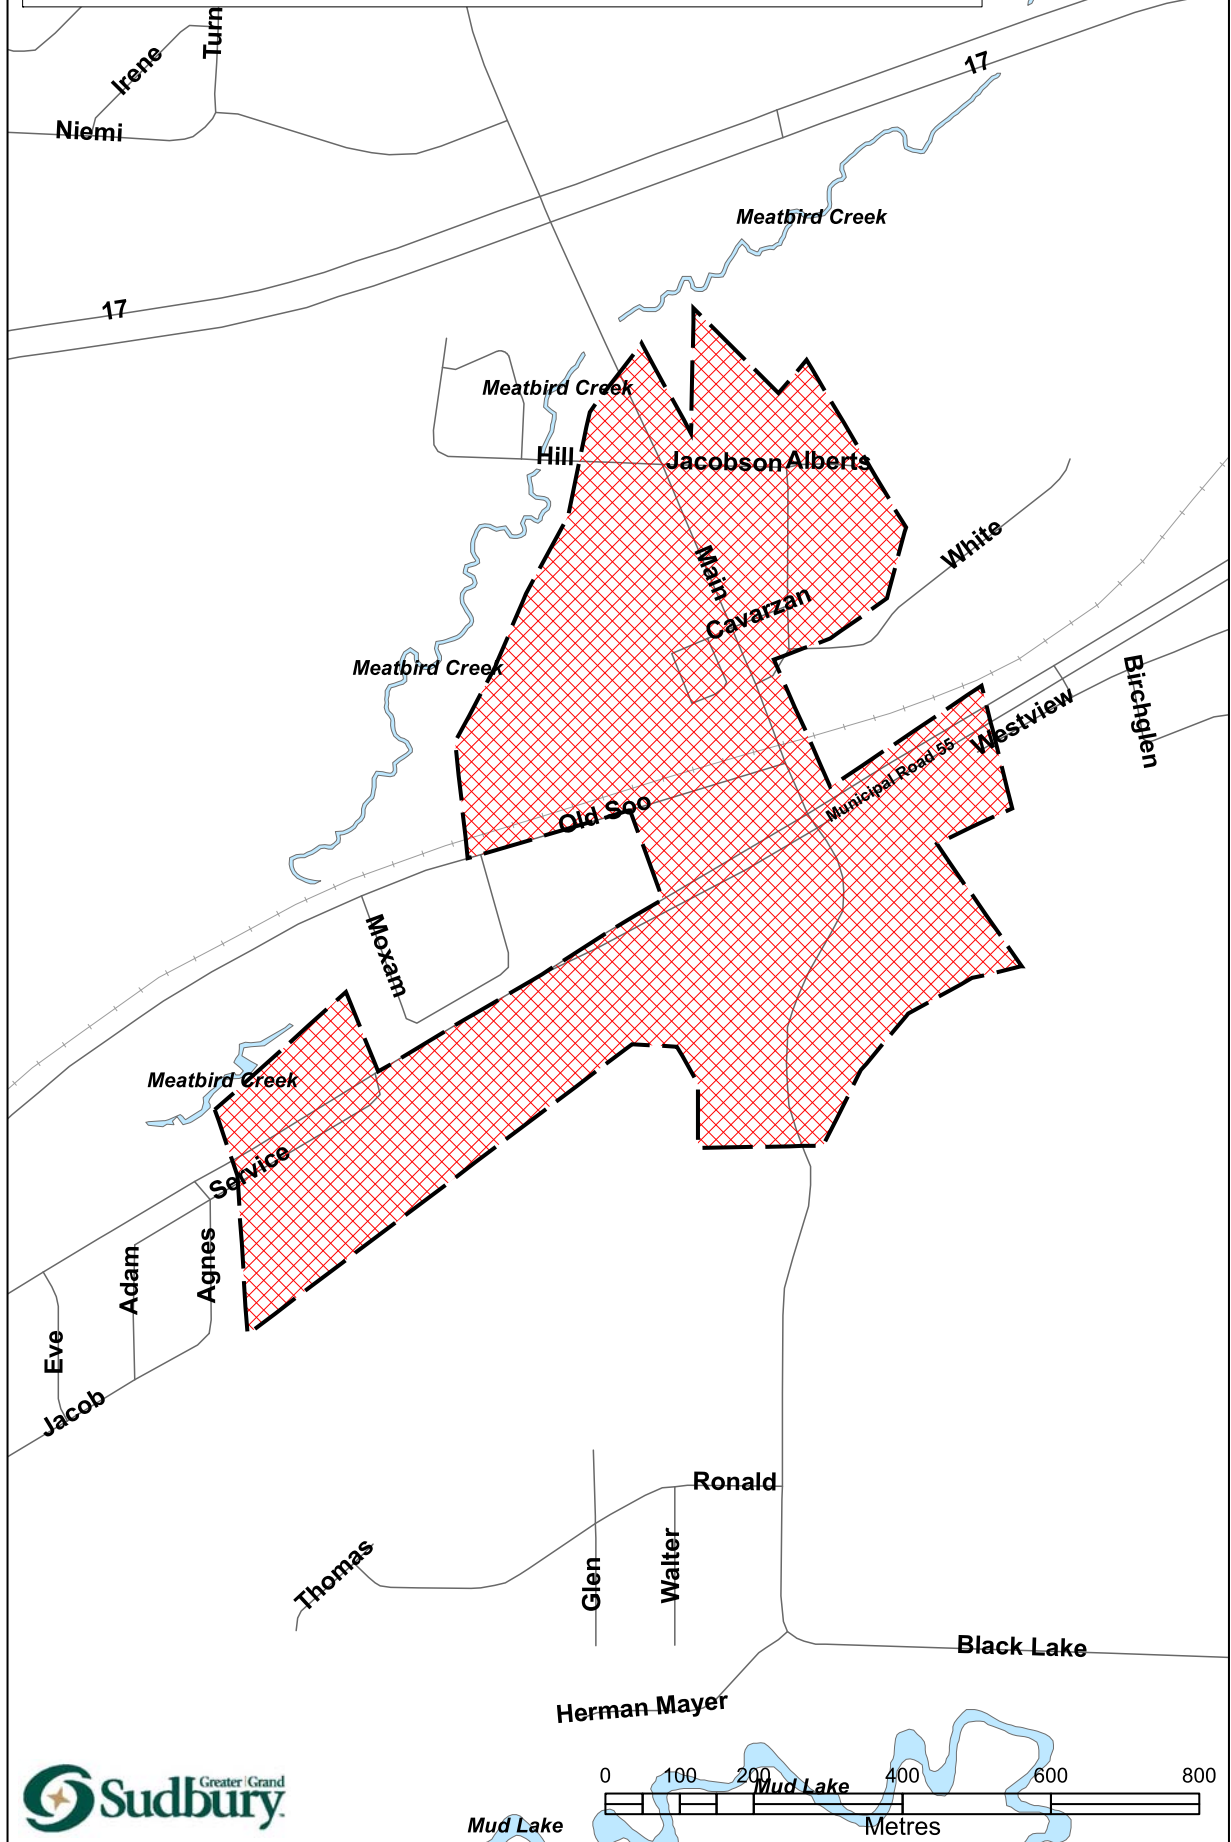 Turn
Irene
Niemi
17
Meatbird Creek
17
Meatbird Creek
Hill
Jacobson
Alberts
Main
White
Cavarzan
Meatbird Creek
Birchglen
Westview
Municipal Road 55
Old Soo
Moxam
Meatbird Creek
Service
Agnes
Adam
Eve
Jacob
Ronald
Thomas
Glen
Walter
Black Lake
Herman Mayer
Greater Grand
Sudbury
0 100 200 400 600 800
Mud Lake
Mud Lake
Metres